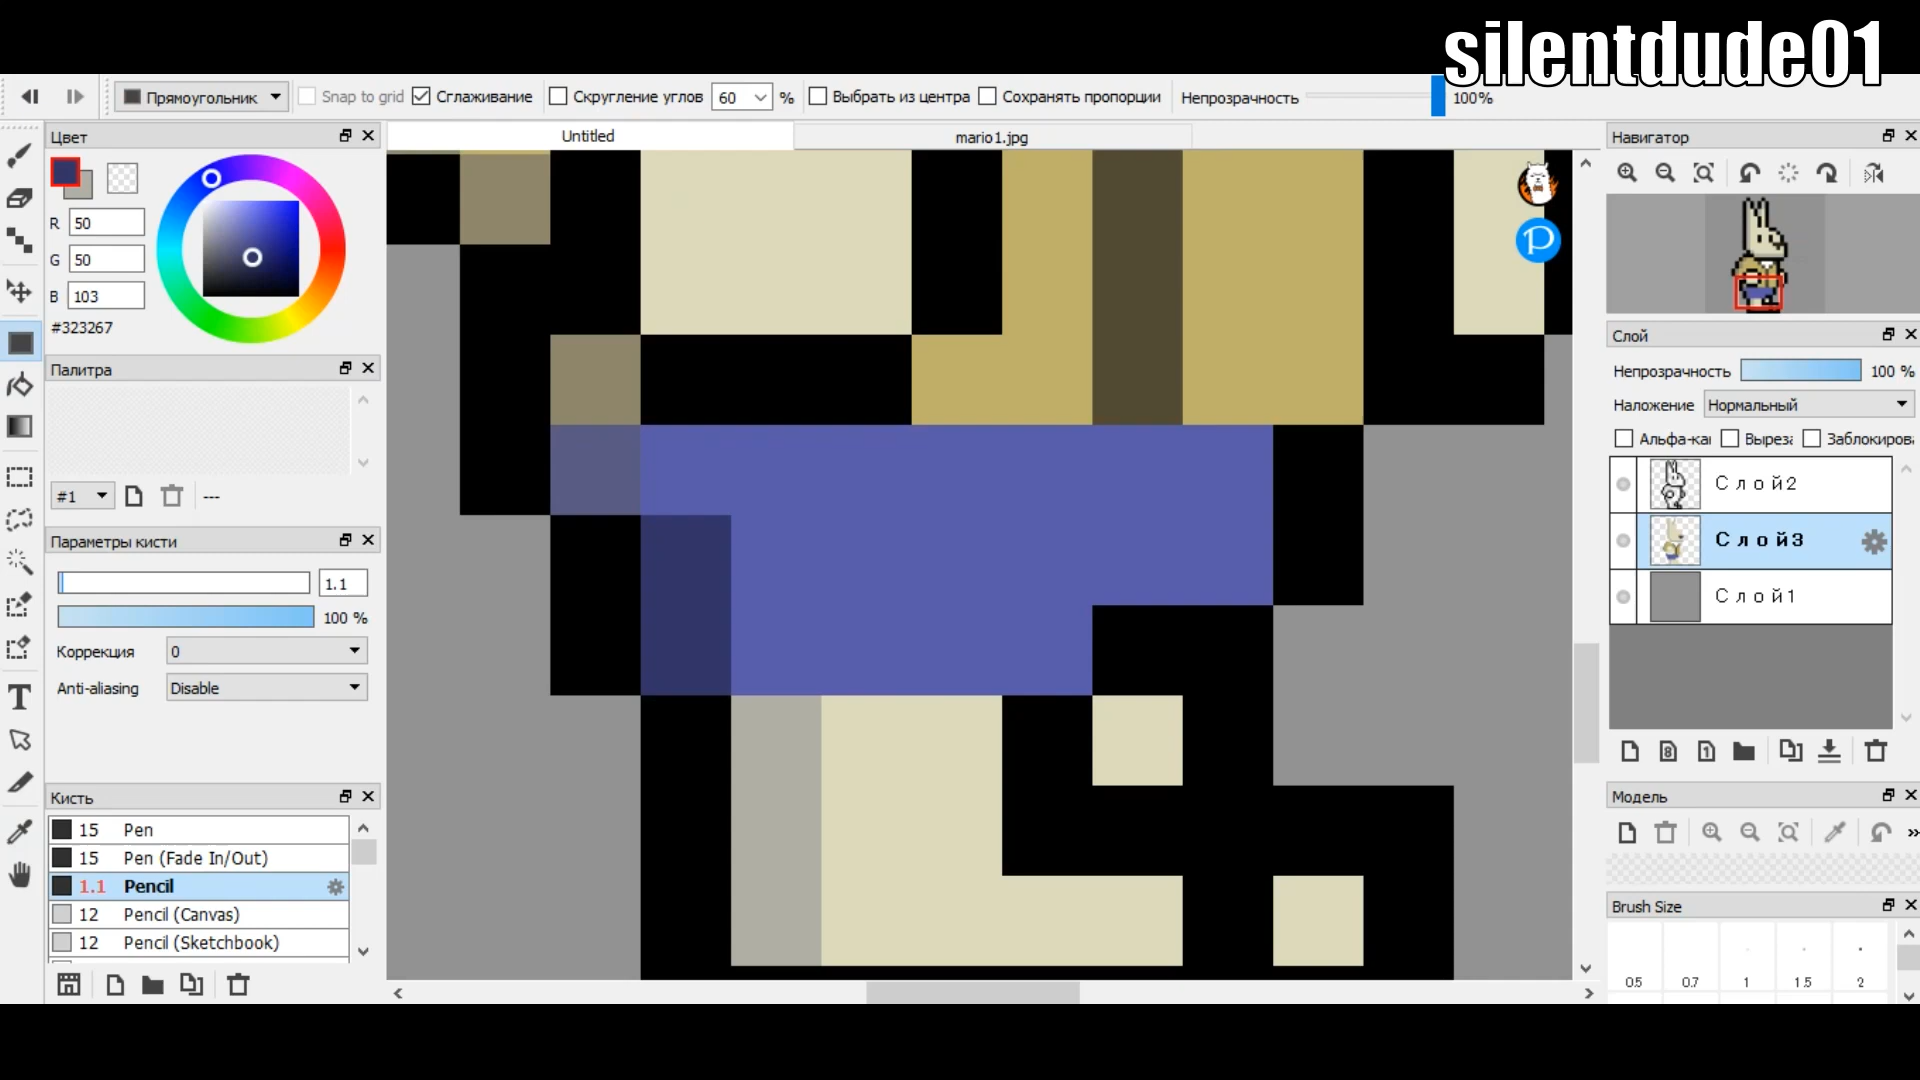 silentdude01
Прямоугольник
Snap to grid
Сглаживание
Скругление углов
60
%
Выбрать из центра
Сохранять пропорции
Непрозрачность
100%
Цвет
R 50
G 50
B 103
#323267
Палитра
#1
---
Параметры кисти
1.1
100 %
Коррекция 0
Anti-aliasing Disable
Кисть
15 Pen
15 Pen (Fade In/Out)
1.1 Pencil
12 Pencil (Canvas)
12 Pencil (Sketchbook)
Untitled
mario1.jpg
Навигатор
Слой
Непрозрачность 100 %
Наложение Нормальный
Альфа-ка
Выреза
Заблокирова
Слой2
Слой3
Слой1
8
1
Модель
Brush Size
0.5 0.7 1 1.5 2